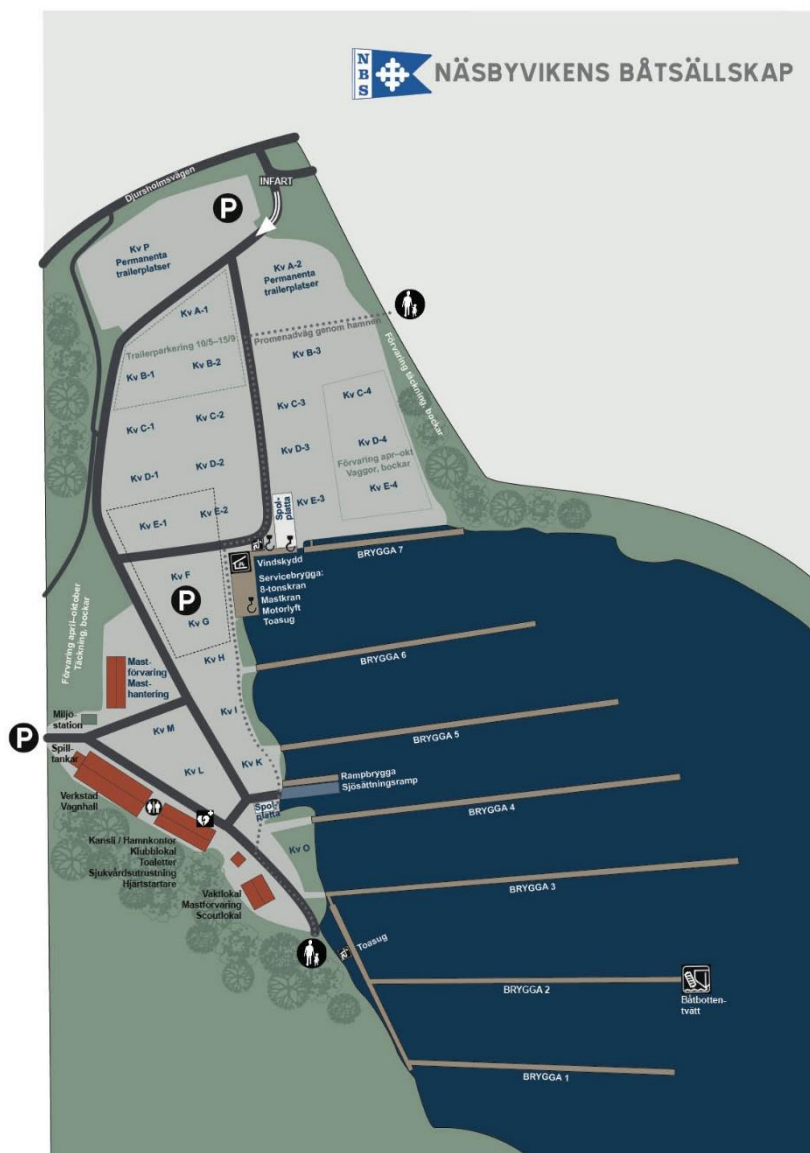 NBS
NÄSBYVIKENS BÅTSÄLLSKAP
Djursholmsvägen
INFART
P
Kv P
Permanenta
trailerplatser
Kv A-2
Permanenta
trailerplatser
Kv A-1
Trailerparkering 19/5–15/9
Promenadväg genom hamnen
Kv B-1
Kv B-2
Kv B-3
Förvaring täckning, bockar
Kv C-1
Kv C-2
Kv C-3
Kv C-4
Kv D-1
Kv D-2
Kv D-3
Kv D-4
Förvaring apr–okt
Vaggor, bockar
Kv E-1
Kv E-2
Kv E-3
Kv E-4
Spol-
platta
Vindskydd
BRYGGA 7
Servicebrygga:
8-tonskran
Mastkran
Motorlyft
Toasug
Kv F
P
Kv G
Förvaring april–oktober
Täckning, bockar
Kv H
BRYGGA 6
Mast-
förvaring
Mast-
hantering
Kv I
Miljö-
station
P
Kv M
BRYGGA 5
Spill-
tankar
Kv L
Kv K
Rampbrygga
Sjösättningsramp
Verkstad
Vagnhall
Spol-
platta
BRYGGA 4
Kansli / Hamnkontor
Klubblokal
Toaletter
Sjukvårdsutrustning
Hjärtstartare
Kv O
BRYGGA 3
Vaktlokal
Mastförvaring
Scoutlokal
Toasug
BRYGGA 2
Båtbotten-
tvätt
BRYGGA 1